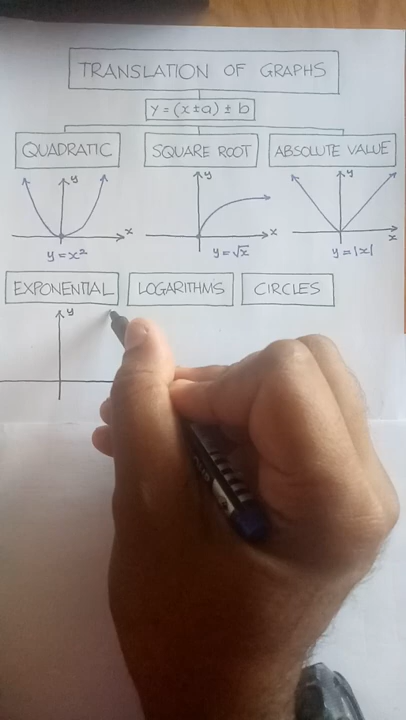 TRANSLATION OF GRAPHS
y = (x ± a) ± b
QUADRATIC SQUARE ROOT ABSOLUTE VALUE
y y y
x x x
y = x² y = √x y = |x|
EXPONENTIAL LOGARITHMS CIRCLES
y